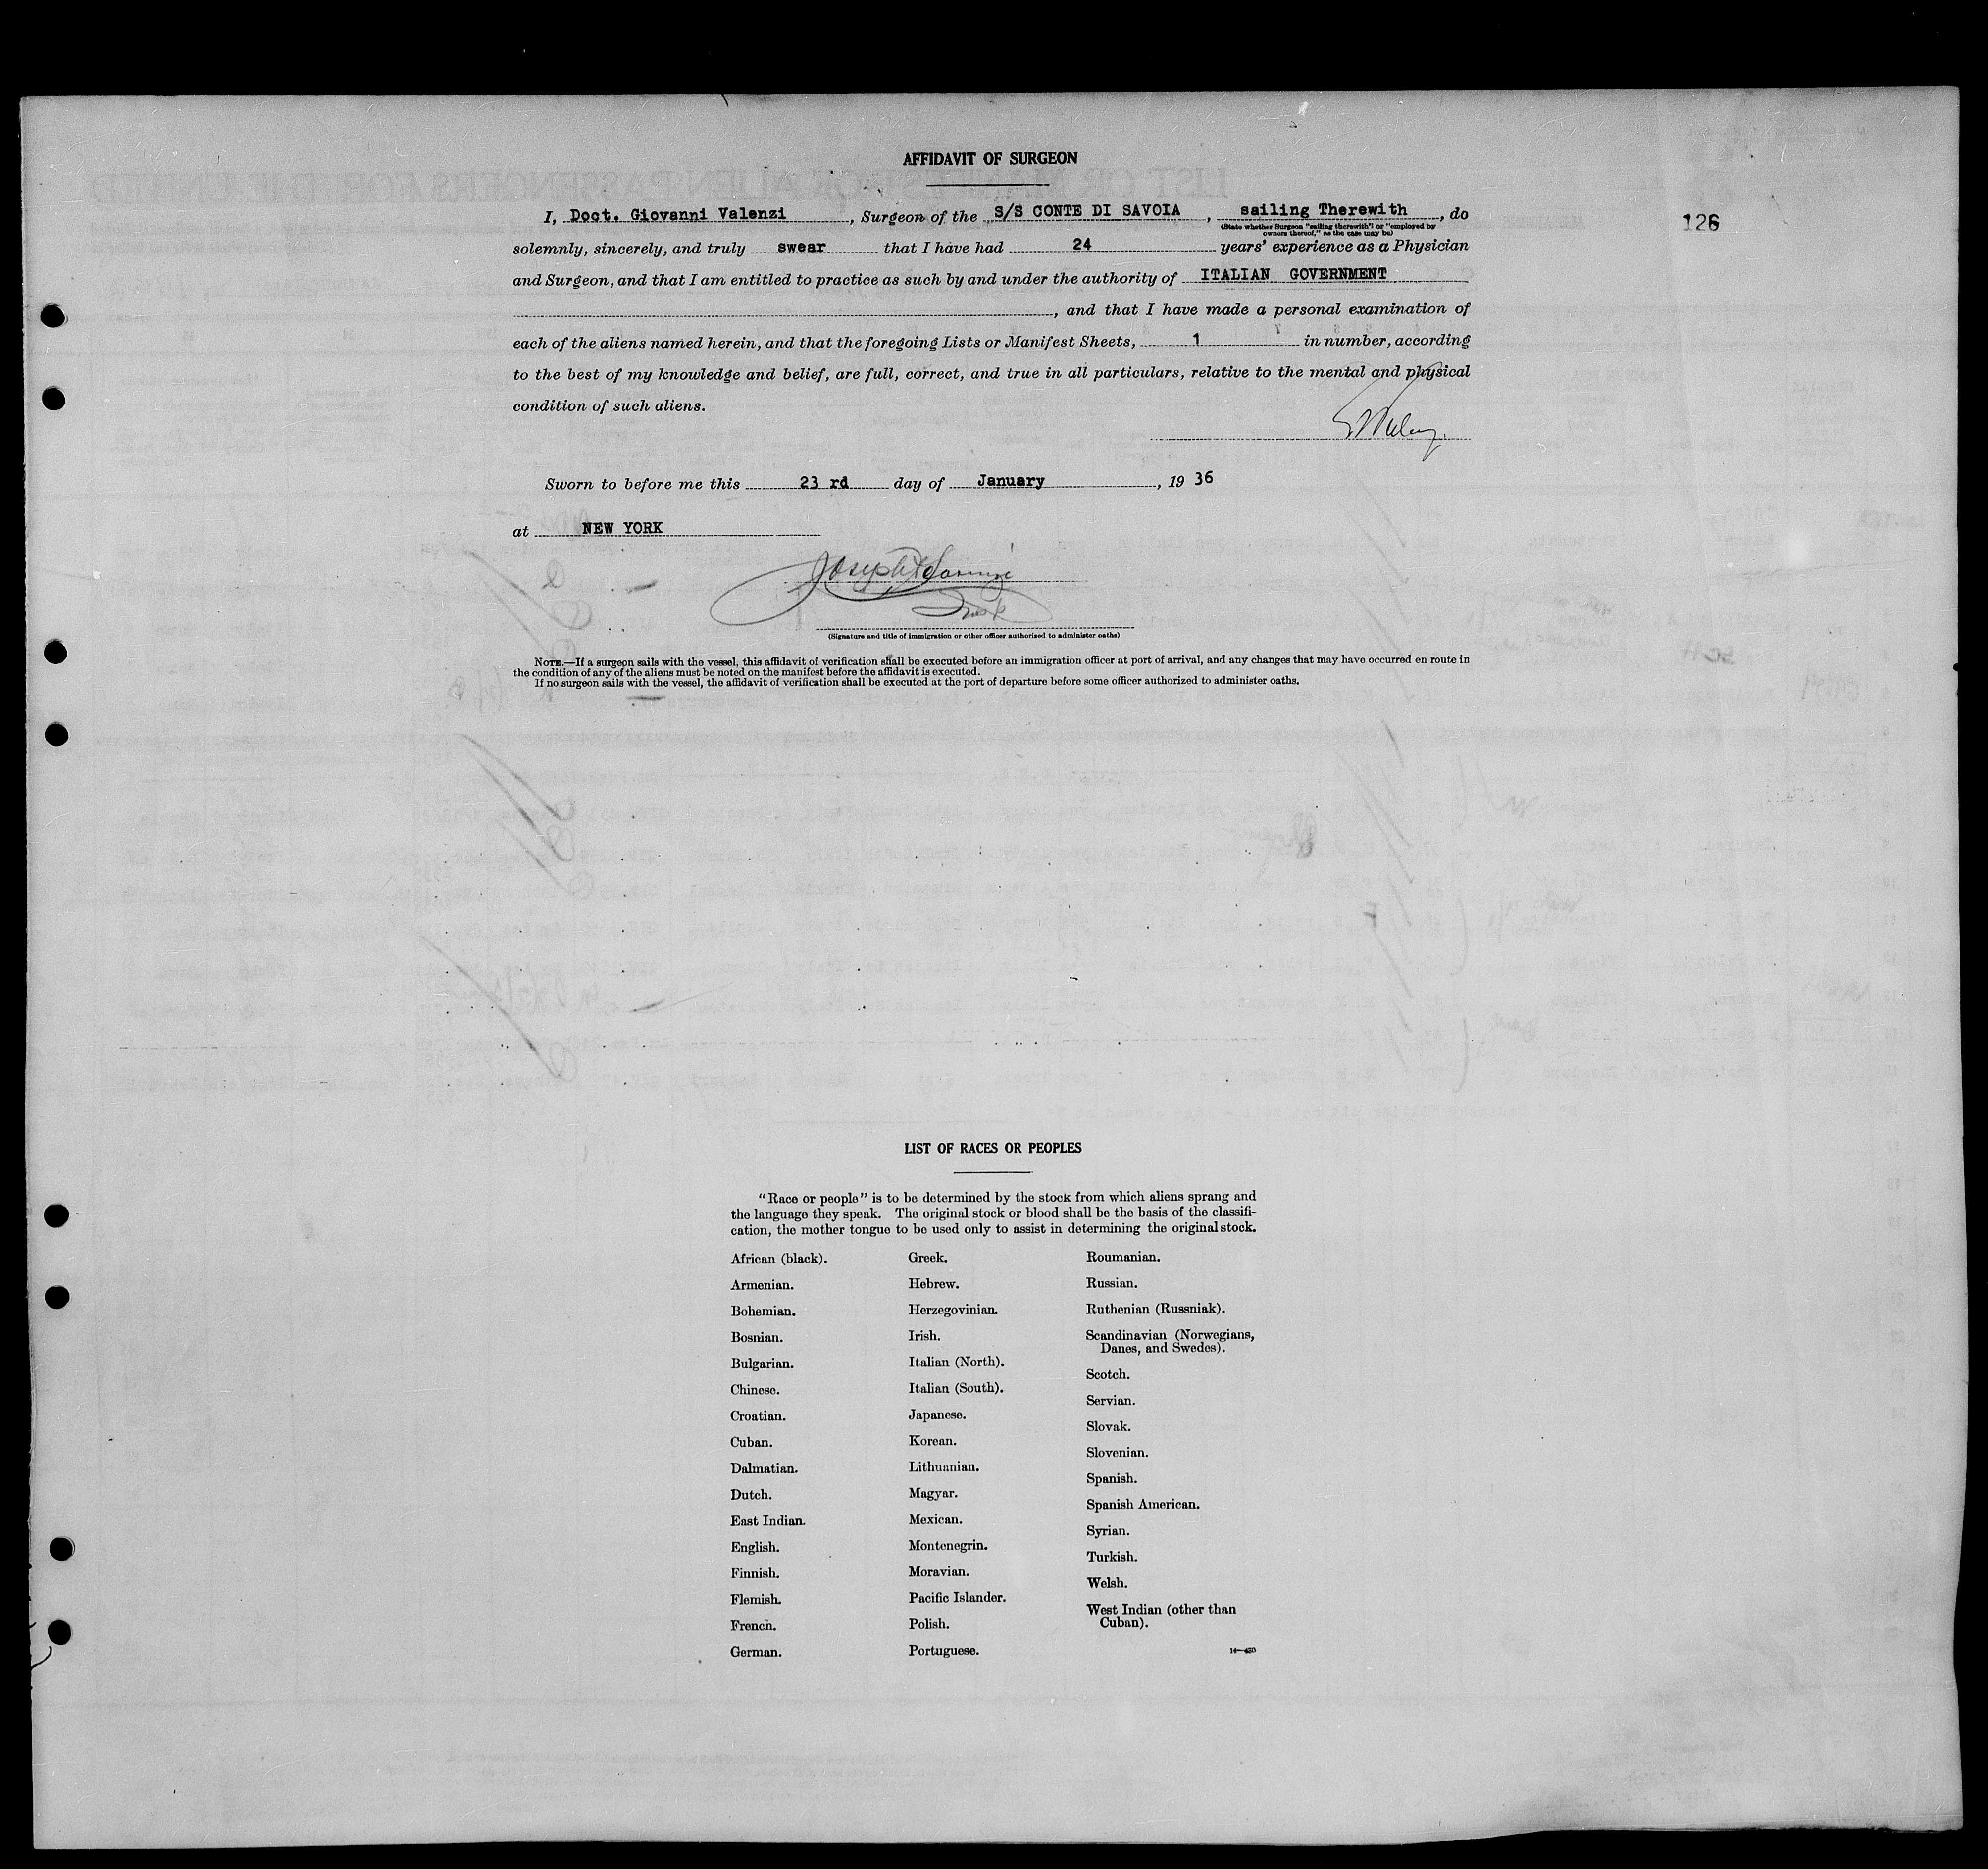 AFFIDAVIT OF SURGEON
126
I, Doct. Giovanni Valenzi, Surgeon of the S/S CONTE DI SAVOIA, sailing Therewith, do
(State whether Surgeon "sailing therewith" or "employed by
owners thereof," as the case may be)
solemnly, sincerely, and truly swear that I have had 24 years' experience as a Physician
and Surgeon, and that I am entitled to practice as such by and under the authority of ITALIAN GOVERNMENT
, and that I have made a personal examination of
each of the aliens named herein, and that the foregoing Lists or Manifest Sheets, 1 in number, according
to the best of my knowledge and belief, are full, correct, and true in all particulars, relative to the mental and physical
condition of such aliens.
Sworn to before me this 23 rd day of January, 1936
at NEW YORK
Joseph
(Signature and title of immigration or other officer authorized to administer oaths)
NOTE.—If a surgeon sails with the vessel, this affidavit of verification shall be executed before an immigration officer at port of arrival, and any changes that may have occurred en route in
the condition of any of the aliens must be noted on the manifest before the affidavit is executed.
If no surgeon sails with the vessel, the affidavit of verification shall be executed at the port of departure before some officer authorized to administer oaths.
LIST OF RACES OR PEOPLES
"Race or people" is to be determined by the stock from which aliens sprang and
the language they speak. The original stock or blood shall be the basis of the classifi-
cation, the mother tongue to be used only to assist in determining the original stock.
African (black).
Armenian.
Bohemian.
Bosnian.
Bulgarian.
Chinese.
Croatian.
Cuban.
Dalmatian.
Dutch.
East Indian.
English.
Finnish.
Flemish.
French.
German.
Greek.
Hebrew.
Herzegovinian.
Irish.
Italian (North).
Italian (South).
Japanese.
Korean.
Lithuanian.
Magyar.
Mexican.
Montenegrin.
Moravian.
Pacific Islander.
Polish.
Portuguese.
Roumanian.
Russian.
Ruthenian (Russniak).
Scandinavian (Norwegians,
Danes, and Swedes).
Scotch.
Servian.
Slovak.
Slovenian.
Spanish.
Spanish American.
Syrian.
Turkish.
Welsh.
West Indian (other than
Cuban).